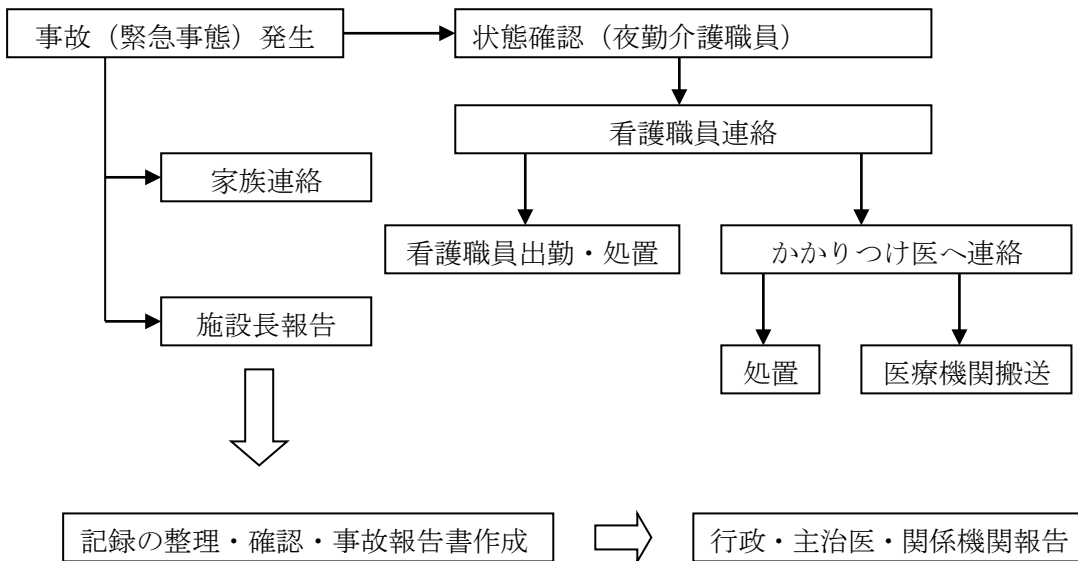 事故（緊急事態）発生
状態確認（夜勤介護職員）
看護職員連絡
家族連絡
看護職員出勤・処置
かかりつけ医へ連絡
施設長報告
処置
医療機関搬送
記録の整理・確認・事故報告書作成
行政・主治医・関係機関報告